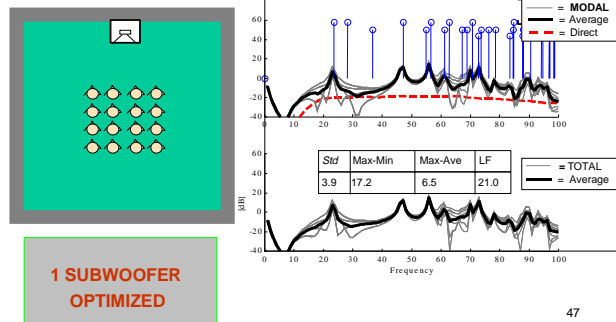 60
40
20
0
-20
-40
0 10 20 30 40 50 60 70 80 90 100
= MODAL
= Average
= Direct
1 SUBWOOFER
OPTIMIZED
60
40
20
0
-20
-40
[dB]
Std Max-Min Max-Ave LF
3.9 17.2 6.5 21.0
= TOTAL
= Average
0 10 20 30 40 50 60 70 80 90 100
Frequency
47